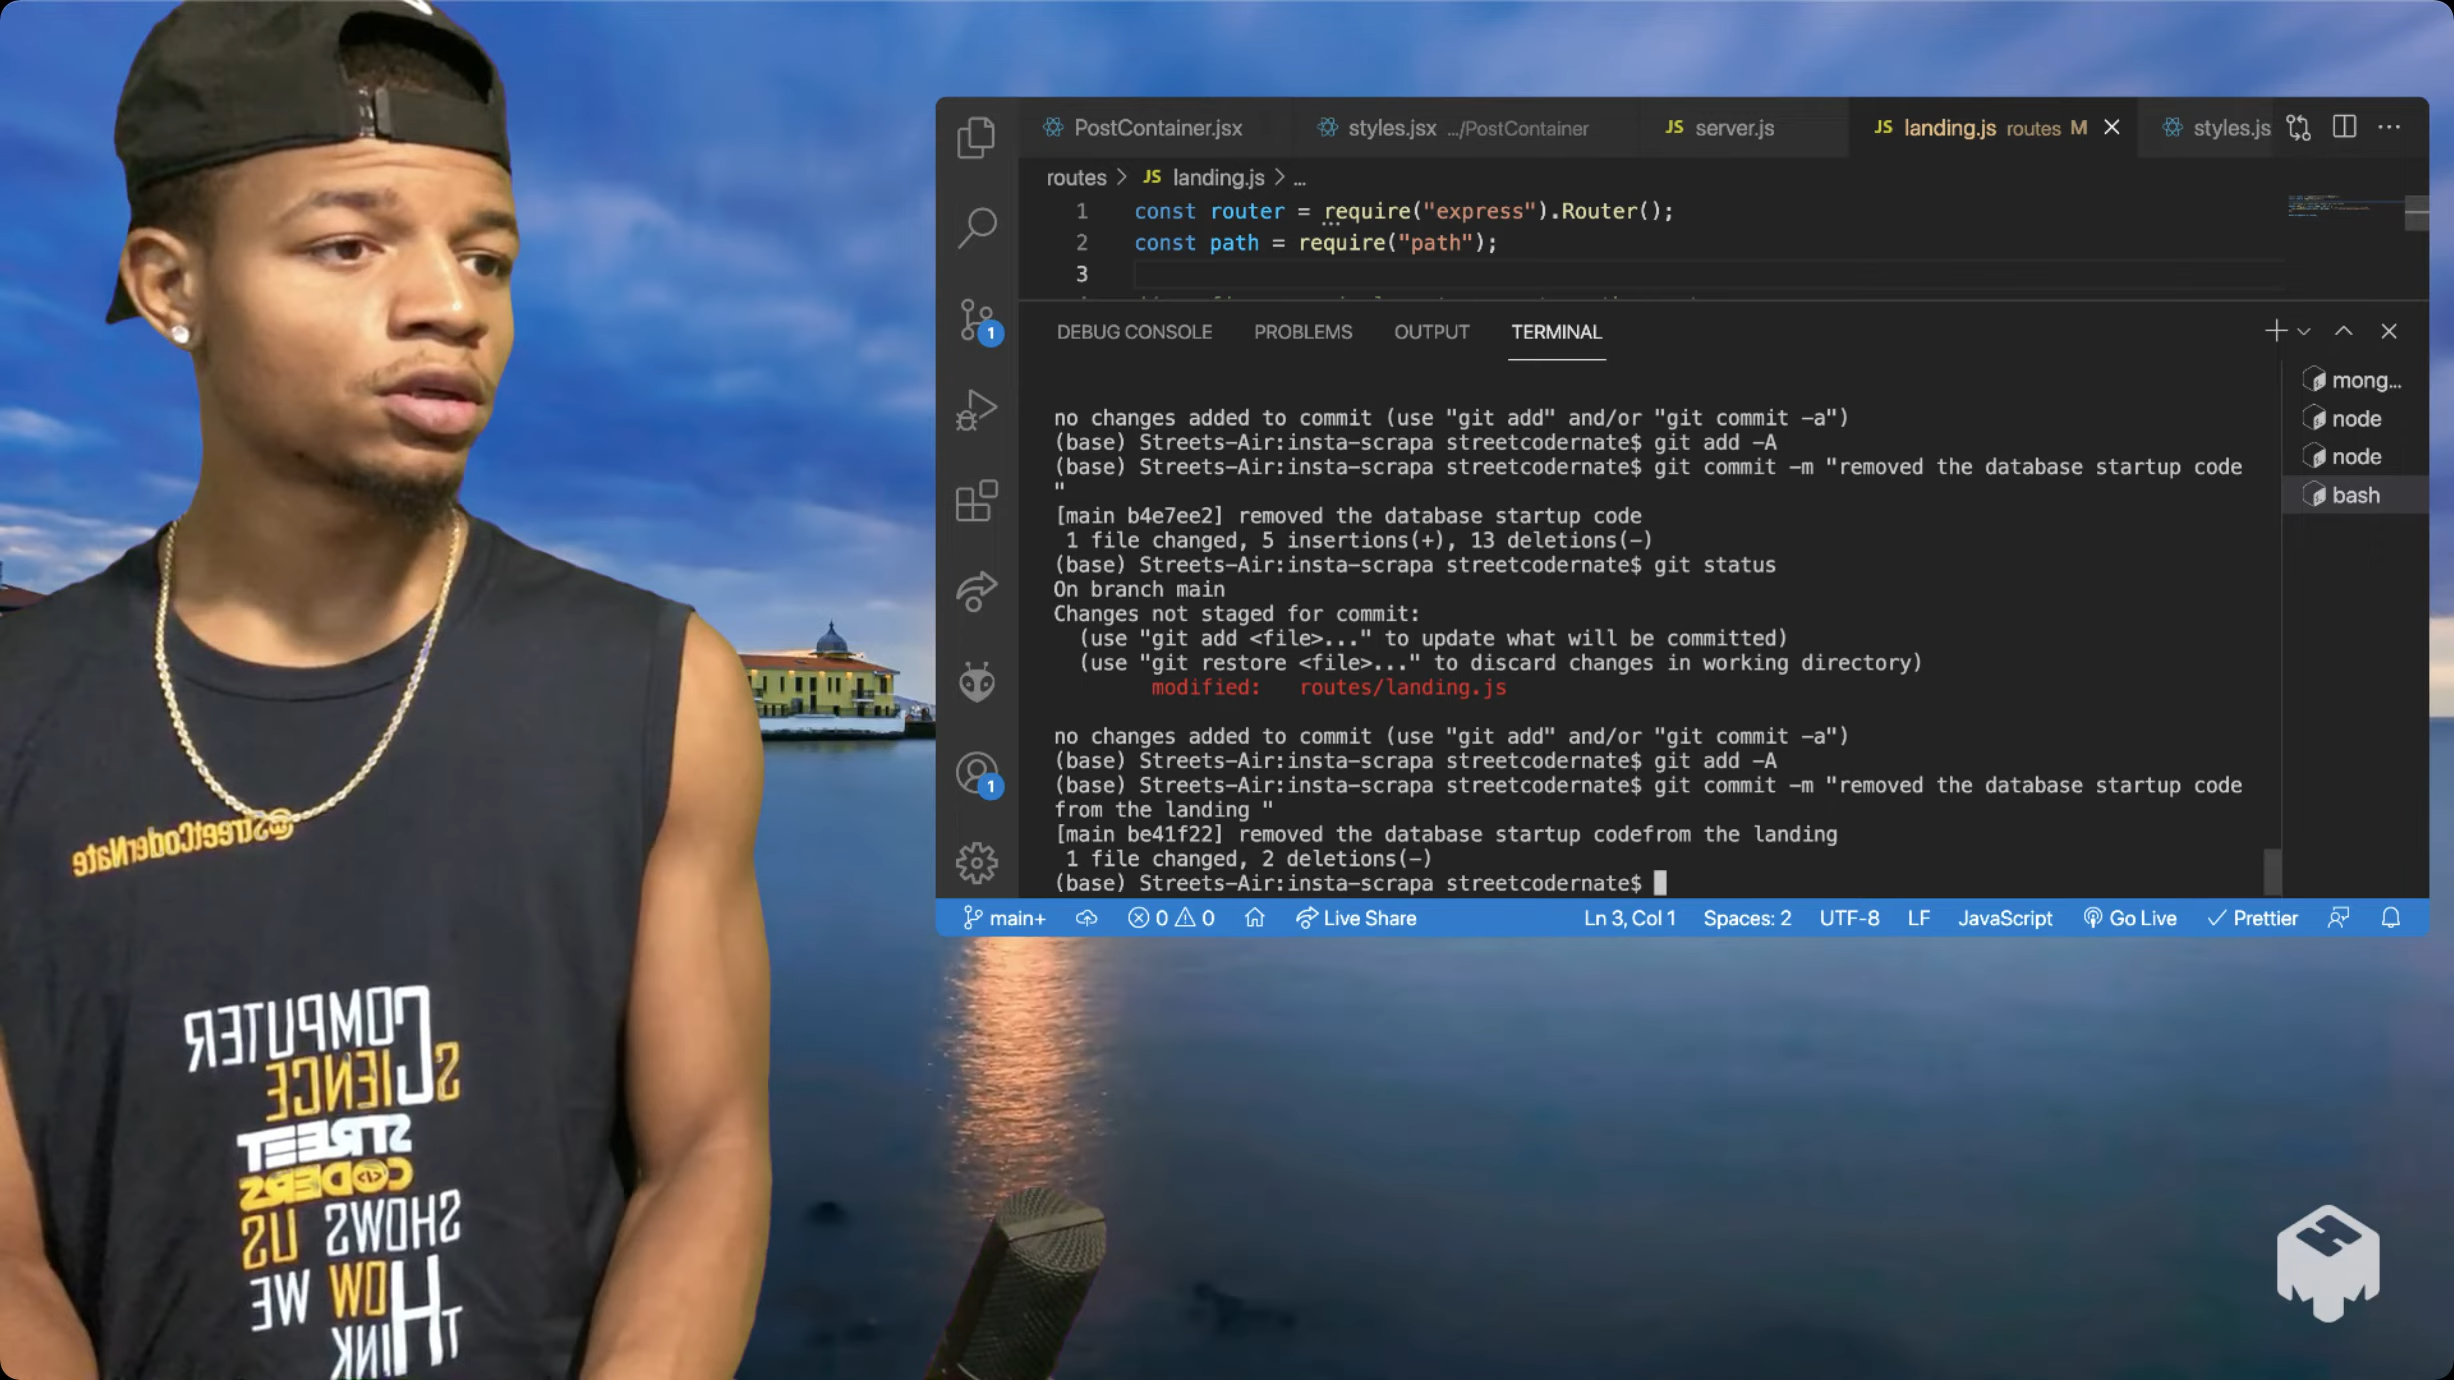 PostContainer.jsx
styles.jsx .../PostContainer
JS server.js
JS landing.js routes M
styles.js
routes > JS landing.js > ...
1 const router = require("express").Router();
2 const path = require("path");
3
DEBUG CONSOLE PROBLEMS OUTPUT TERMINAL
mong...
node
node
bash
no changes added to commit (use "git add" and/or "git commit -a")
(base) Streets-Air:insta-scrapa streetcodernate$ git add -A
(base) Streets-Air:insta-scrapa streetcodernate$ git commit -m "removed the database startup code
"
[main b4e7ee2] removed the database startup code
1 file changed, 5 insertions(+), 13 deletions(-)
(base) Streets-Air:insta-scrapa streetcodernate$ git status
On branch main
Changes not staged for commit:
(use "git add <file>..." to update what will be committed)
(use "git restore <file>..." to discard changes in working directory)
modified: routes/landing.js
no changes added to commit (use "git add" and/or "git commit -a")
(base) Streets-Air:insta-scrapa streetcodernate$ git add -A
(base) Streets-Air:insta-scrapa streetcodernate$ git commit -m "removed the database startup code
from the landing "
[main be41f22] removed the database startup codefrom the landing
1 file changed, 2 deletions(-)
(base) Streets-Air:insta-scrapa streetcodernate$
1
1
main+ 0 0 Live Share Ln 3, Col 1 Spaces: 2 UTF-8 LF JavaScript Go Live Prettier
@StreetCoderNate
COMPUTER
SCIENCE
STREET
CODERS
SHOWS US
HOW WE
THINK